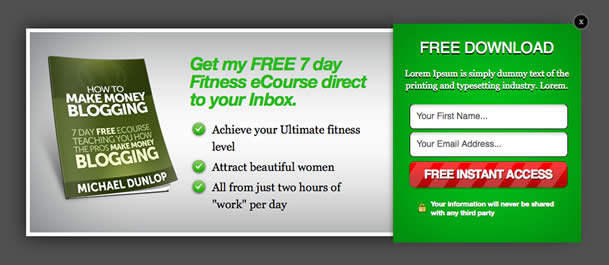 x
HOW TO
MAKE MONEY
BLOGGING
7 DAY FREE ECOURSE
TEACHING YOU HOW
THE PROS MAKE MONEY
BLOGGING
MICHAEL DUNLOP
Get my FREE 7 day
Fitness eCourse direct
to your Inbox.
Achieve your Ultimate fitness
level
Attract beautiful women
All from just two hours of
"work" per day
FREE DOWNLOAD
Lorem Ipsum is simply dummy text of the
printing and typesetting industry. Lorem.
Your First Name...
Your Email Address...
FREE INSTANT ACCESS
Your information will never be shared
with any third party